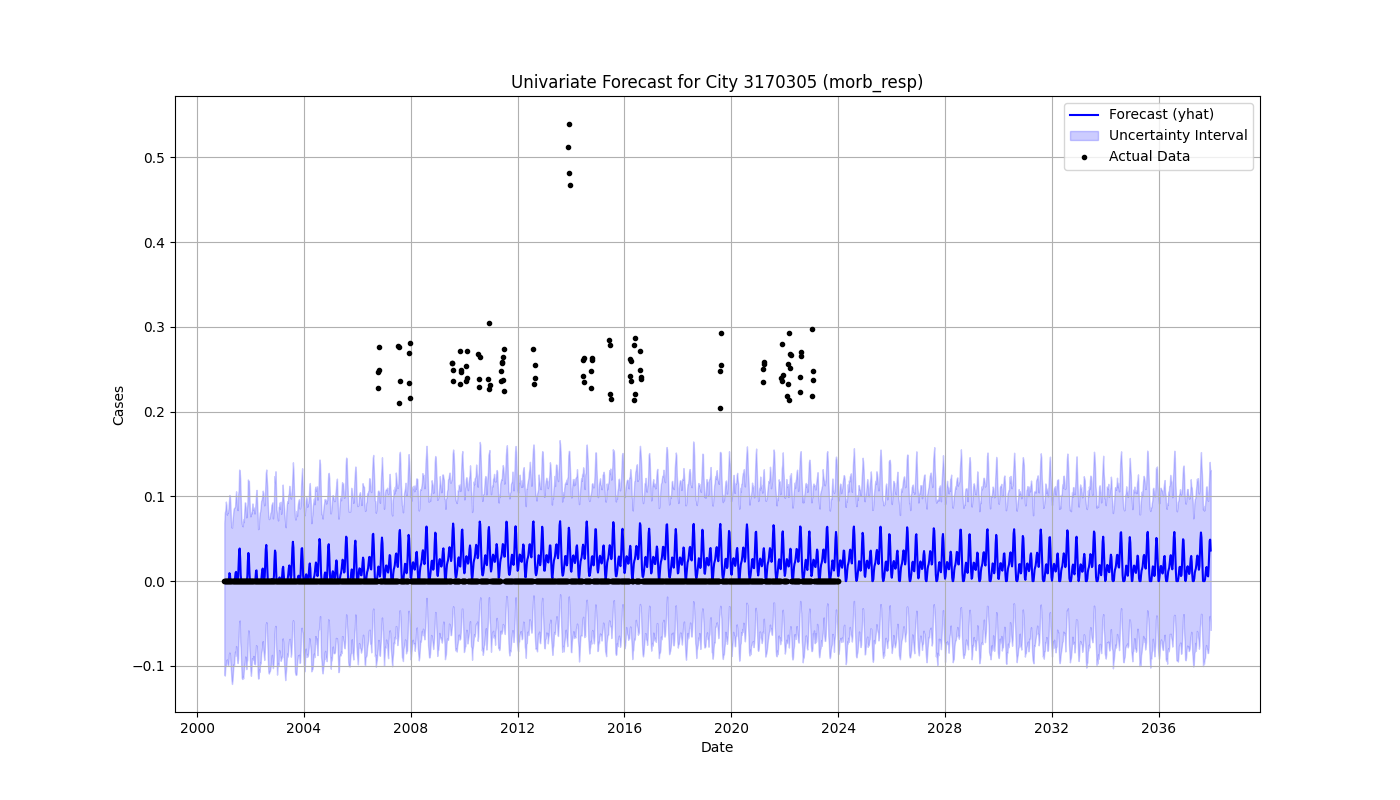 Univariate Forecast for City 3170305 (morb_resp)
Forecast (yhat)
Uncertainty Interval
Actual Data
Cases
0.5
0.4
0.3
0.2
0.1
0.0
−0.1
2000 2004 2008 2012 2016 2020 2024 2028 2032 2036
Date